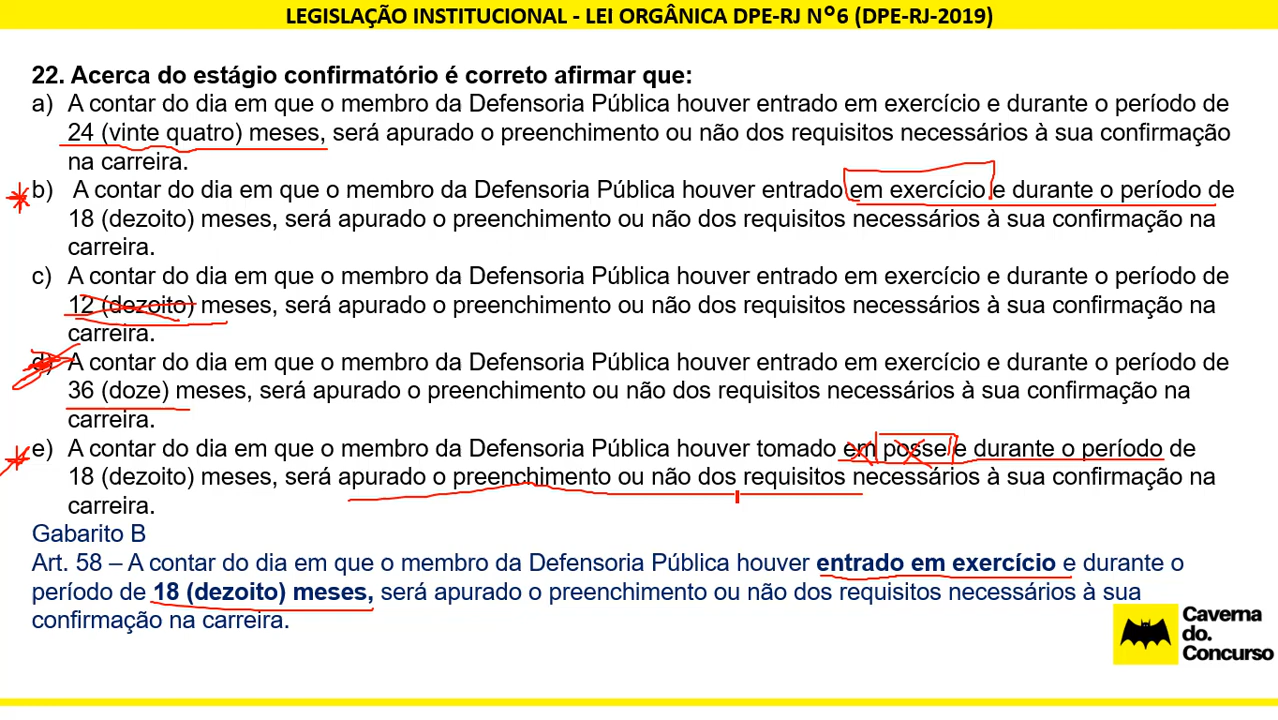 LEGISLAÇÃO INSTITUCIONAL - LEI ORGÂNICA DPE-RJ Nº6 (DPE-RJ-2019)
22. Acerca do estágio confirmatório é correto afirmar que:
a) A contar do dia em que o membro da Defensoria Pública houver entrado em exercício e durante o período de
24 (vinte quatro) meses, será apurado o preenchimento ou não dos requisitos necessários à sua confirmação
na carreira.
b) A contar do dia em que o membro da Defensoria Pública houver entrado em exercício e durante o período de
18 (dezoito) meses, será apurado o preenchimento ou não dos requisitos necessários à sua confirmação na
carreira.
c) A contar do dia em que o membro da Defensoria Pública houver entrado em exercício e durante o período de
12 (dezoito) meses, será apurado o preenchimento ou não dos requisitos necessários à sua confirmação na
carreira.
d) A contar do dia em que o membro da Defensoria Pública houver entrado em exercício e durante o período de
36 (doze) meses, será apurado o preenchimento ou não dos requisitos necessários à sua confirmação na
carreira.
e) A contar do dia em que o membro da Defensoria Pública houver tomado em posse e durante o período de
18 (dezoito) meses, será apurado o preenchimento ou não dos requisitos necessários à sua confirmação na
carreira.
Gabarito B
Art. 58 – A contar do dia em que o membro da Defensoria Pública houver entrado em exercício e durante o
período de 18 (dezoito) meses, será apurado o preenchimento ou não dos requisitos necessários à sua
confirmação na carreira.
Caverna
do.
Concurso